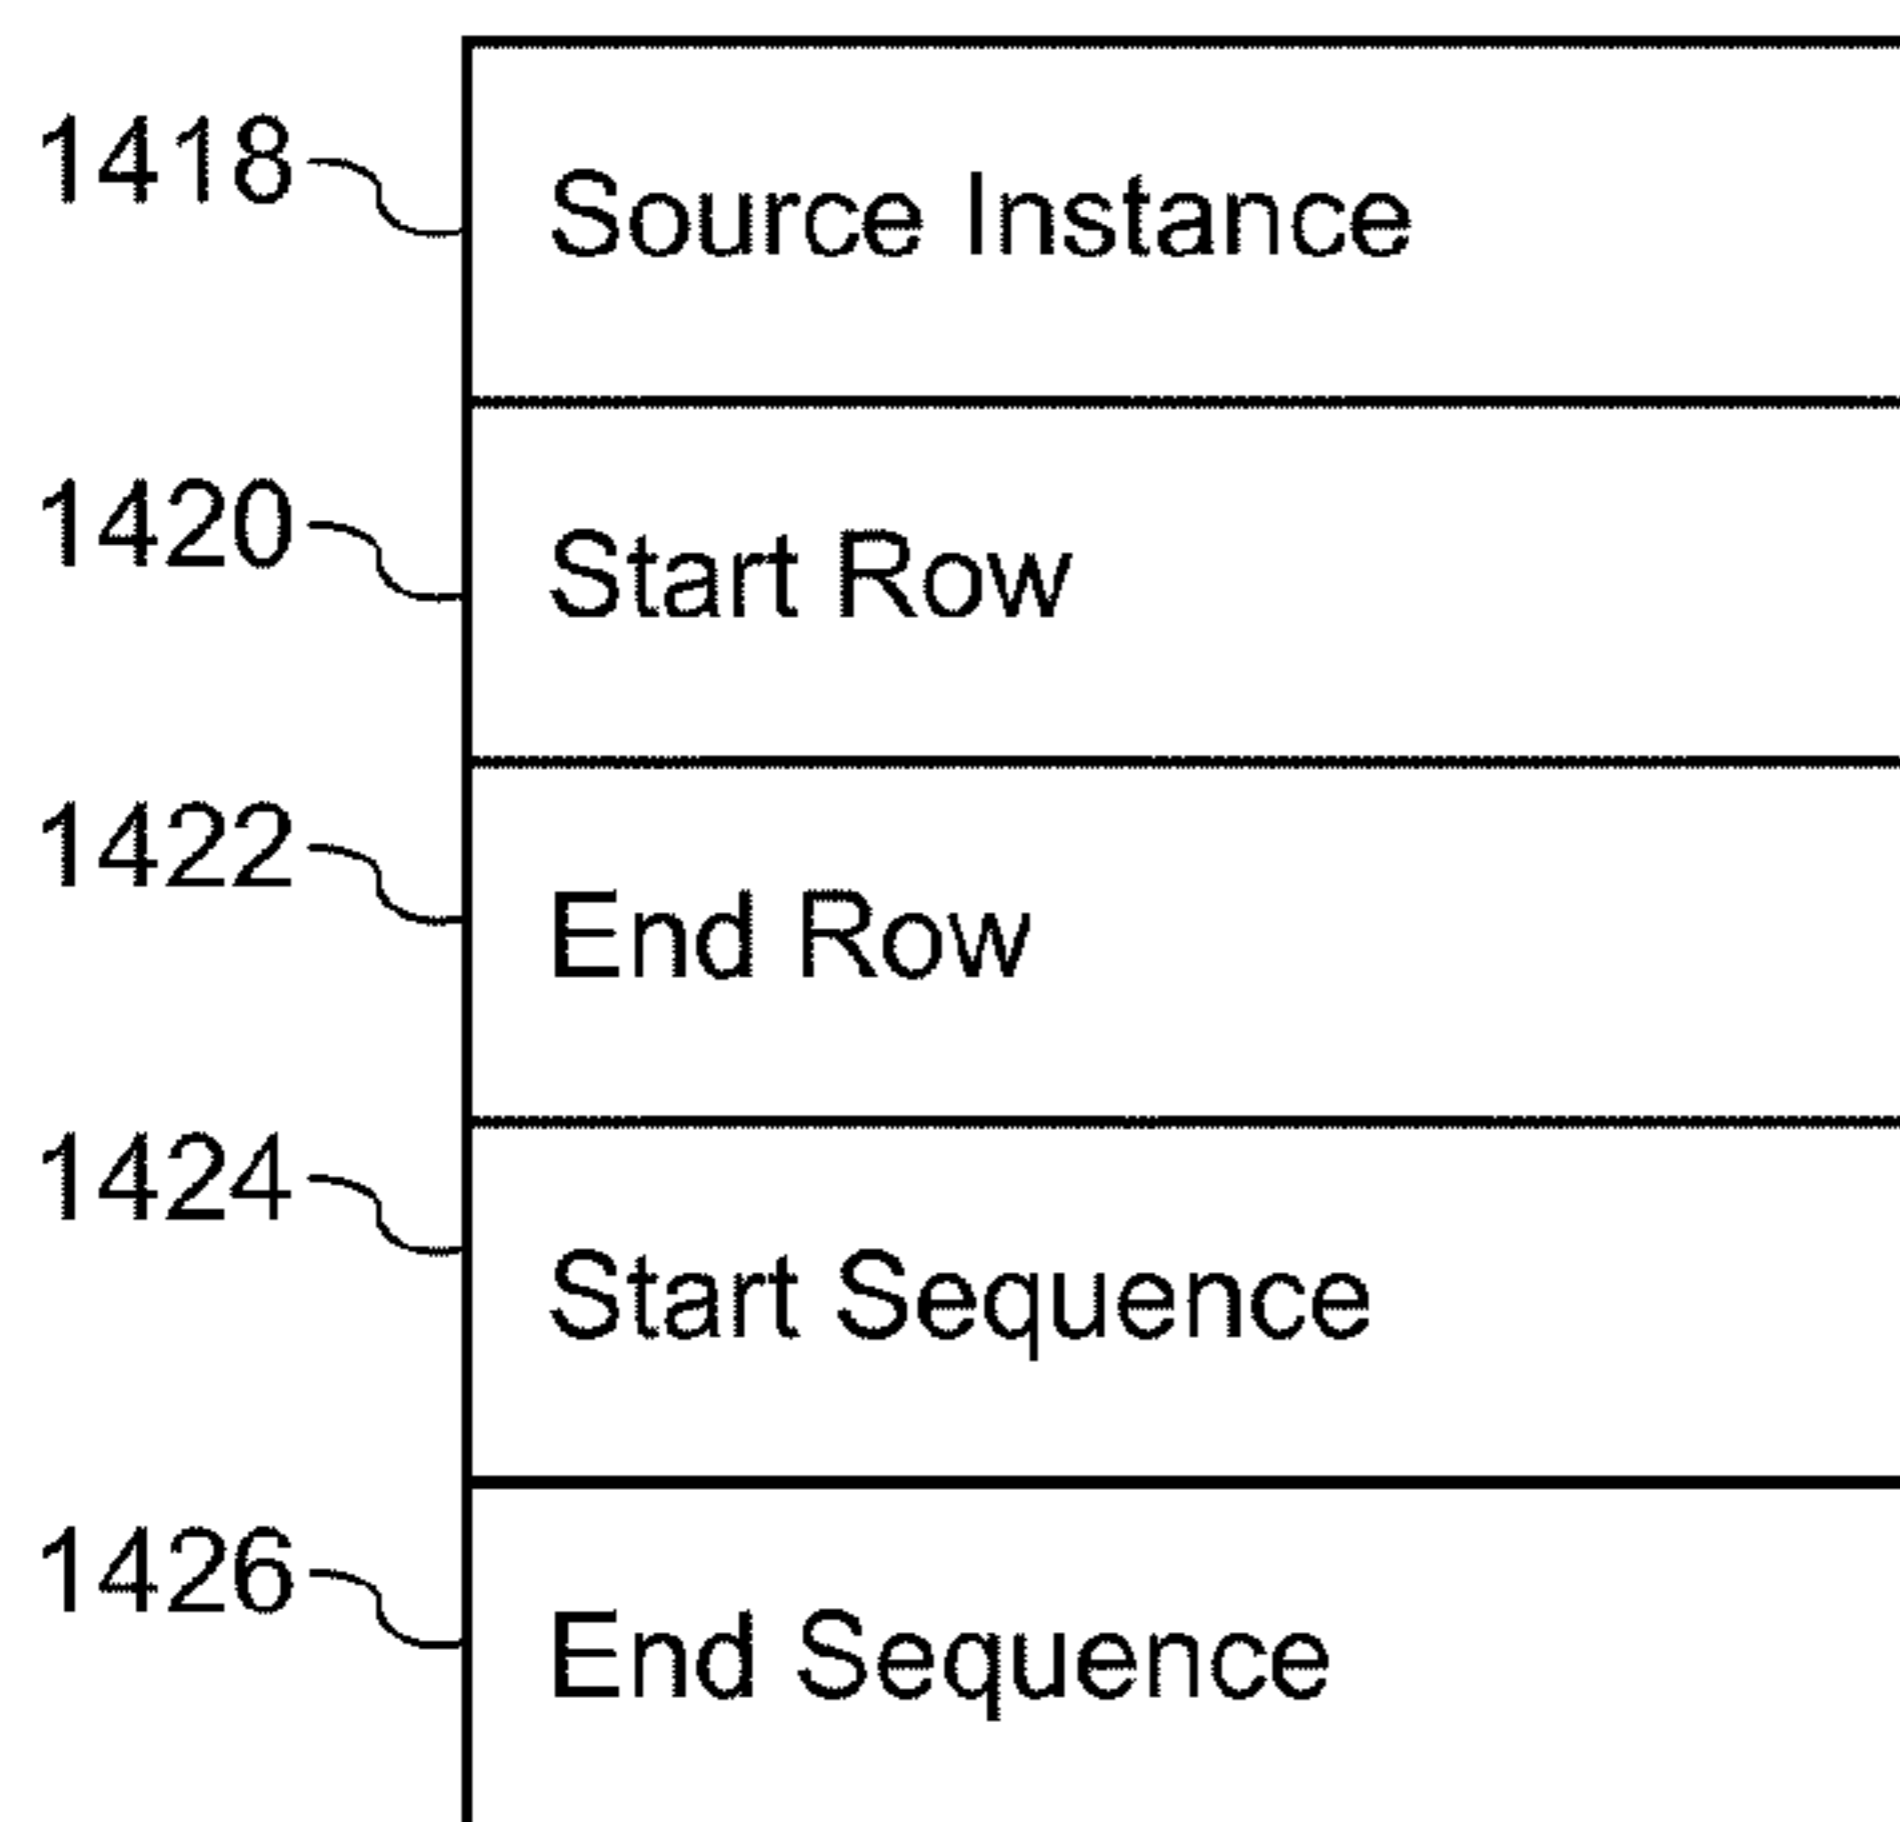 1418 Source Instance
1420 Start Row
1422 End Row
1424 Start Sequence
1426 End Sequence